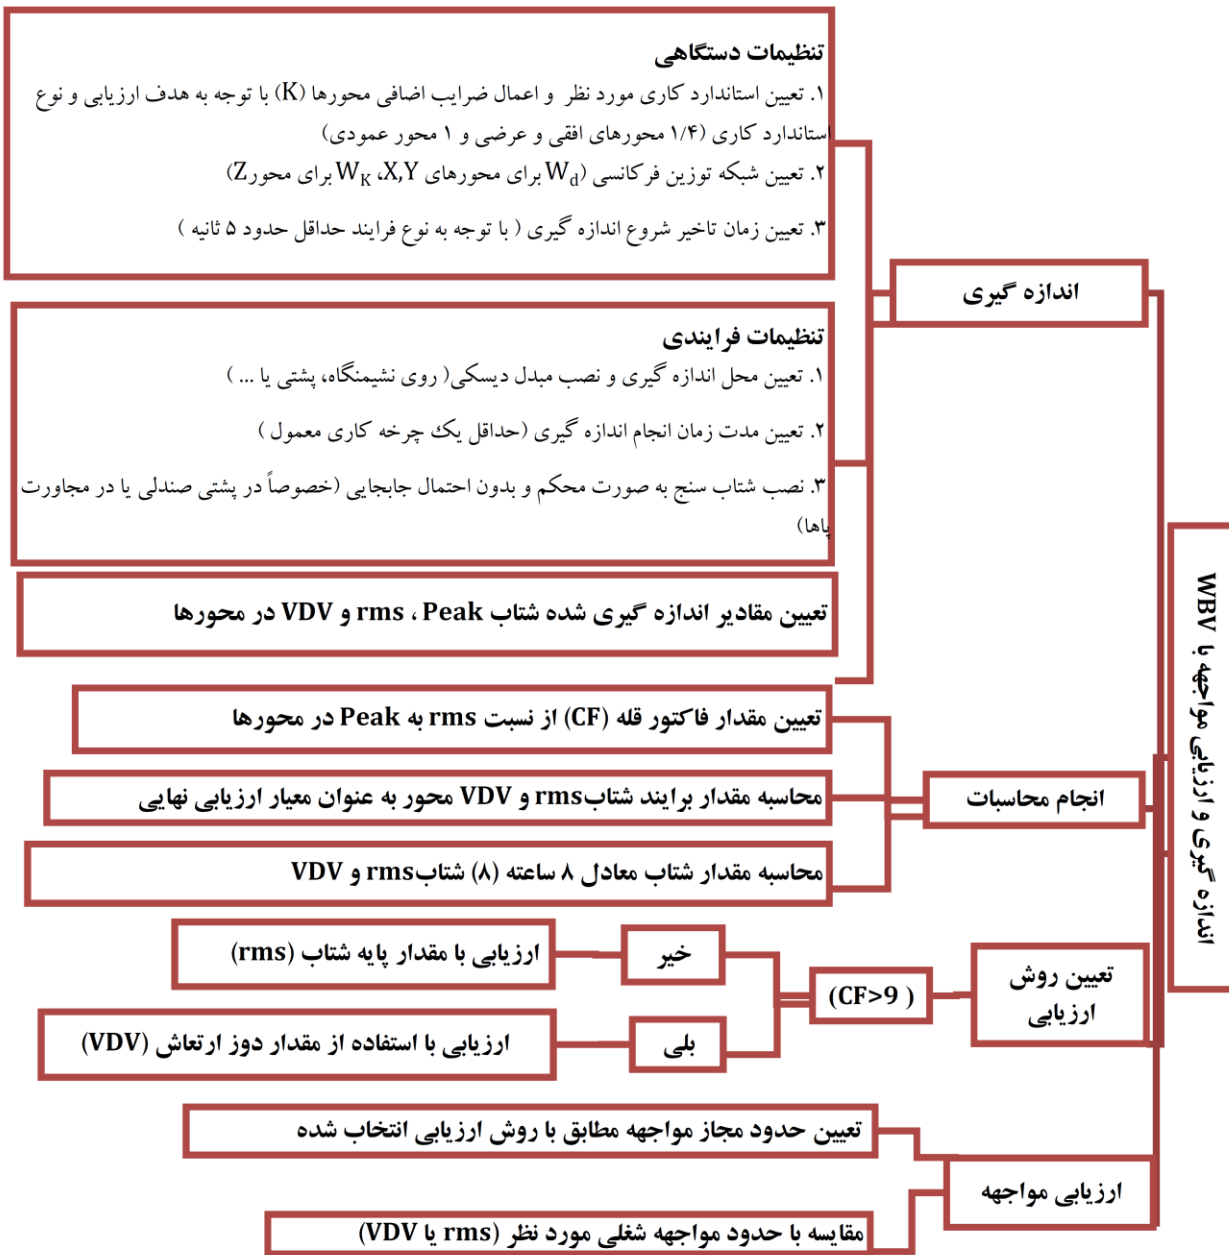 تنظیمات دستگاهی
۱. تعیین استاندارد کاری مورد نظر و اعمال ضرایب اضافی محورها (K) با توجه به هدف ارزیابی و نوع
استاندارد کاری (۱/۴ محورهای افقی و عرضی و ۱ محور عمودی)
۲. تعیین شبکه توزین فرکانسی (Wd برای محورهای X,Y، WK برای محورZ)
۳. تعیین زمان تاخیر شروع اندازه گیری ( با توجه به نوع فرایند حداقل حدود ۵ ثانیه )
اندازه گیری
تنظیمات فرایندی
۱. تعیین محل اندازه گیری و نصب مبدل دیسکی( روی نشیمنگاه، پشتی یا ... )
۲. تعیین مدت زمان انجام اندازه گیری (حداقل یک چرخه کاری معمول )
۳. نصب شتاب سنج به صورت محکم و بدون احتمال جابجایی (خصوصاً در پشتی صندلی یا در مجاورت
پاها)
تعیین مقادیر اندازه گیری شده شتاب rms ، Peak و VDV در محورها
اندازه گیری و ارزیابی مواجهه با WBV
تعیین مقدار فاکتور قله (CF) از نسبت rms به Peak در محورها
انجام محاسبات
محاسبه مقدار برایند شتابrms و VDV محور به عنوان معیار ارزیابی نهایی
محاسبه مقدار شتاب معادل ۸ ساعته (۸) شتابrms و VDV
تعیین روش
ارزیابی
(CF>9 )
خیر
ارزیابی با مقدار پایه شتاب (rms)
بلی
ارزیابی با استفاده از مقدار دوز ارتعاش (VDV)
تعیین حدود مجاز مواجهه مطابق با روش ارزیابی انتخاب شده
ارزیابی مواجهه
مقایسه با حدود مواجهه شغلی مورد نظر (rms یا VDV)